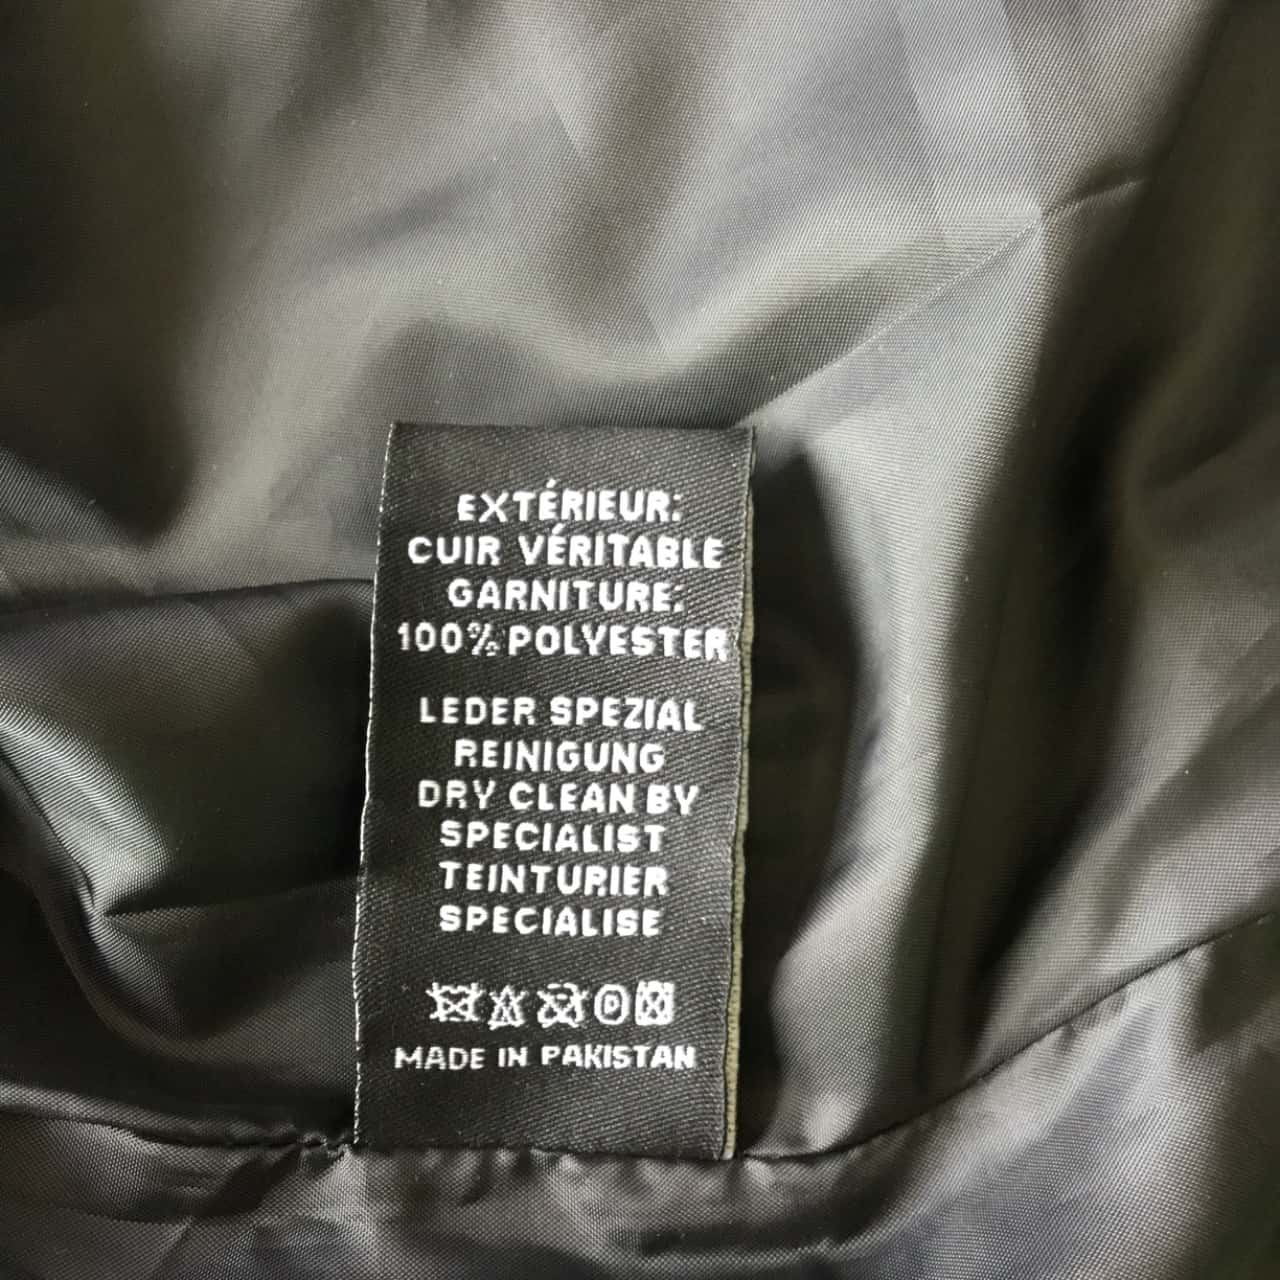 EXTÉRIEUR:
CUIR VÉRITABLE
GARNITURE:
100% POLYESTER
LEDER SPEZIAL
REINIGUNG
DRY CLEAN BY
SPECIALIST
TEINTURIER
SPECIALISE
P
MADE IN PAKISTAN